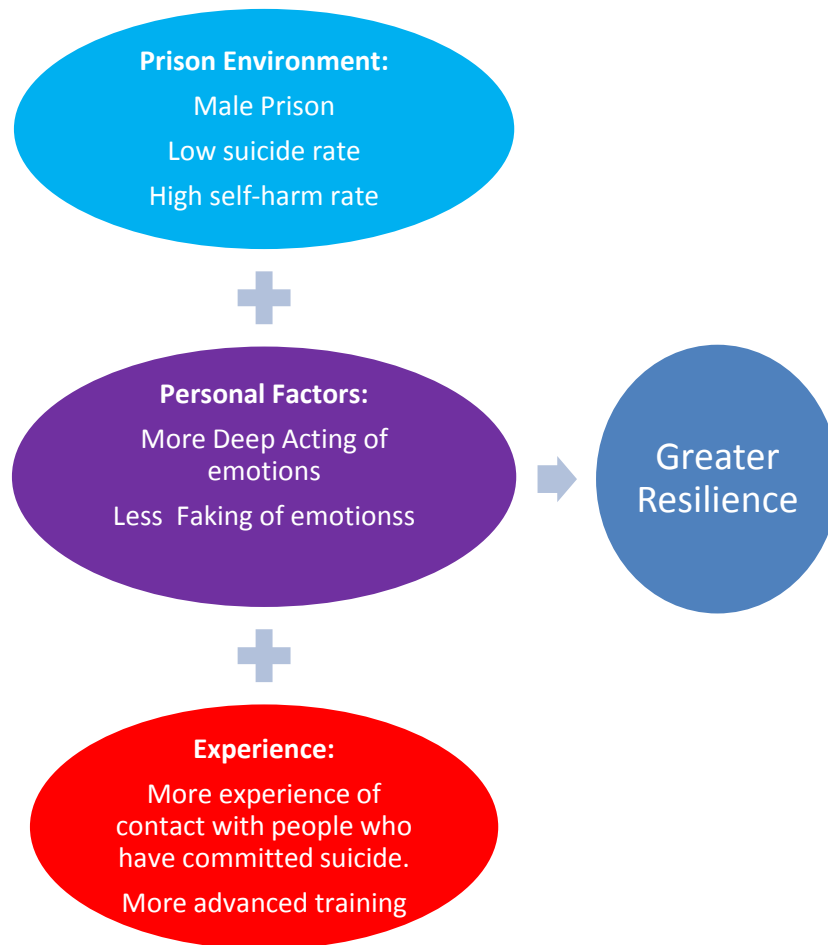 Prison Environment:
Male Prison
Low suicide rate
High self-harm rate
Personal Factors:
More Deep Acting of
emotions
Less  Faking of emotionss
Greater
Resilience
Experience:
More experience of
contact with people who
have committed suicide.
More advanced training